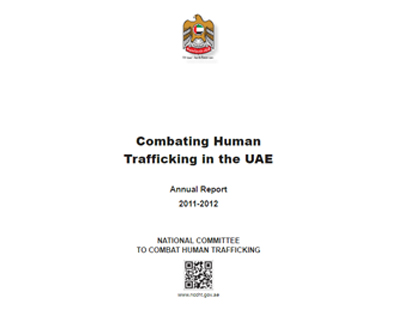 Combating Human
Trafficking in the UAE
Annual Report
2011-2012
NATIONAL COMMITTEE
TO COMBAT HUMAN TRAFFICKING
www.nccht.gov.ae